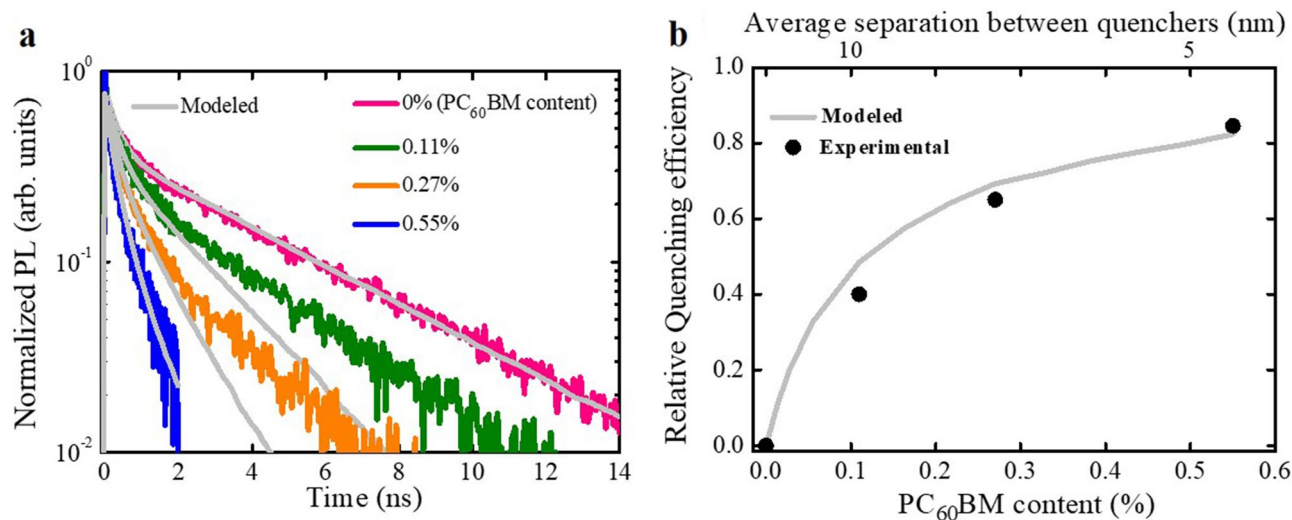 a
Normalized PL (arb. units)
10⁰
10⁻¹
10⁻²
Modeled
0% (PC₆₀BM content)
0.11%
0.27%
0.55%
0 2 4 6 8 10 12 14
Time (ns)
b
Average separation between quenchers (nm)
10 5
Relative Quenching efficiency
1.0
0.8
0.6
0.4
0.2
0.0
Modeled
Experimental
0.0 0.1 0.2 0.3 0.4 0.5 0.6
PC₆₀BM content (%)